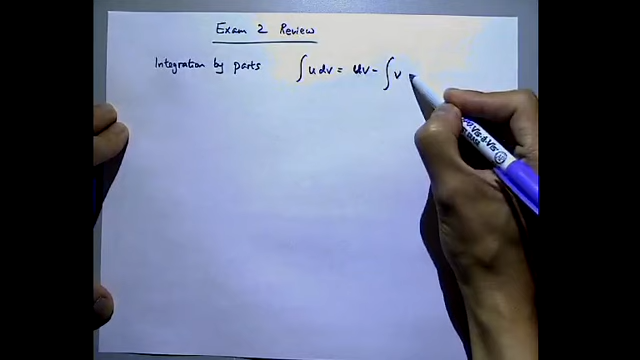 Exam 2 Review
Integration by parts ∫ u dv = uv - ∫ v